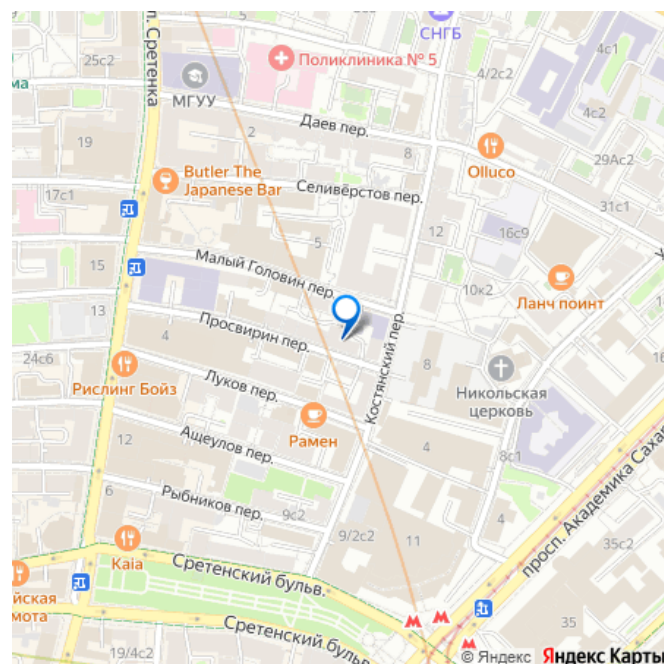 СНГБ
4с1
25с2
Поликлиника № 5
4/2с2
ул. Сретенка
МГУУ
4с2
Даев пер.
2
19
8
Olluco
29Ас2
Butler The
Japanese Bar
Селивёрстов пер.
17с1
31с1
12
16с9
5
15
Малый Головин пер.
10к2
Ланч поинт
13
4
Просвирин пер.
Костянский пер.
24с6
8
Рислинг Бойз
Луков пер.
Никольская
церковь
Рамен
12
Ащеулов пер.
4
8с1
6
Рыбников пер.
9с2
просп. Академика Саха
9/2с2
11
35с2
Kaia
Сретенский бульв.
йская
мота
35
Сретенский бульв.
19/4с2
© Яндекс Яндекс Карты